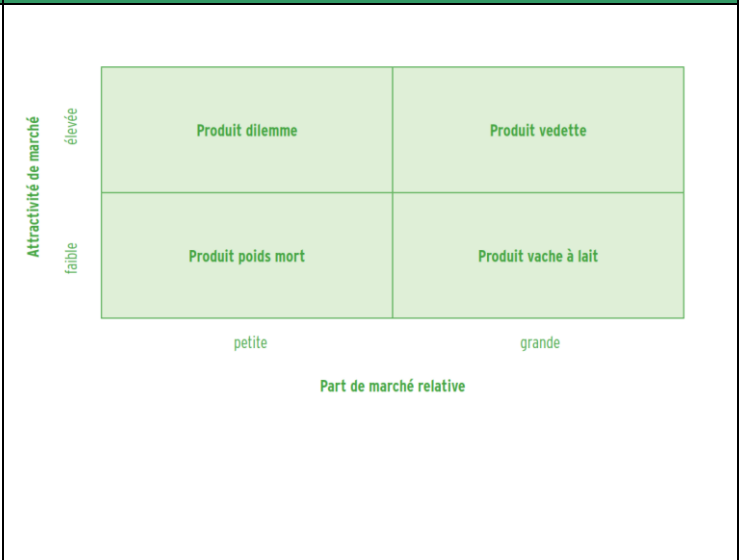 Attractivité de marché
élevée
Produit dilemme
Produit vedette
faible
Produit poids mort
Produit vache à lait
petite
grande
Part de marché relative